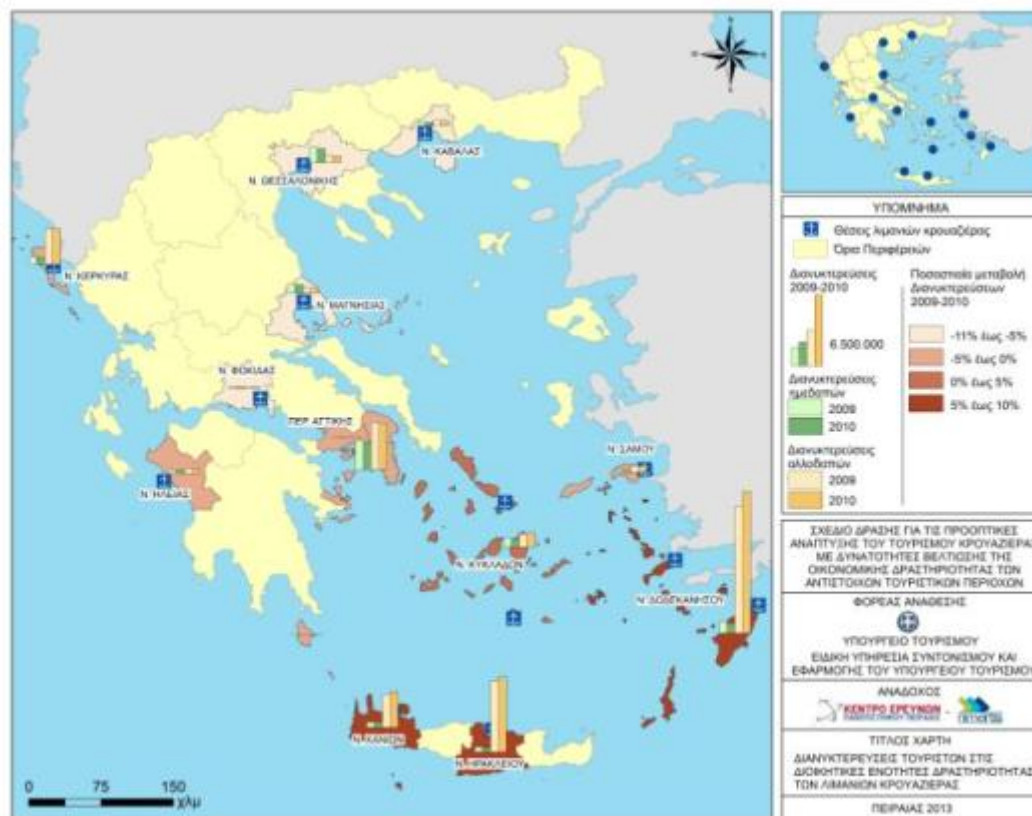 Ν. ΚΑΒΑΛΑΣ
Ν. ΘΕΣΣΑΛΟΝΙΚΗΣ
Ν. ΚΕΡΚΥΡΑΣ
Ν. ΜΑΓΝΗΣΙΑΣ
Ν. ΦΩΚΙΔΑΣ
ΠΕΡ ΑΤΤΙΚΗΣ
Ν. ΣΑΜΟΥ
Ν. ΗΛΕΙΑΣ
Ν. ΚΥΚΛΑΔΩΝ
Ν. ΔΩΔΕΚΑΝΗΣΟΥ
Ν. ΧΑΝΙΩΝ
Ν. ΗΡΑΚΛΕΙΟΥ
0 75 150
χλμ
ΥΠΟΜΝΗΜΑ
Θέσεις λιμανιών κρουαζιέρας
Όρια Περιφέρειών
Διανυκτερεύσεις
2009-2010
6.500.000
Διανυκτερεύσεις
ημεδαπών
2009
2010
Διανυκτερεύσεις
αλλοδαπών
2009
2010
Ποσοστιαία μεταβολή
Διανυκτερεύσεων
2009-2010
-11% έως -5%
-5% έως 0%
0% έως 5%
5% έως 10%
ΣΧΕΔΙΟ ΔΡΑΣΗΣ ΓΙΑ ΤΙΣ ΠΡΟΟΠΤΙΚΕΣ
ΑΝΑΠΤΥΞΗΣ ΤΟΥ ΤΟΥΡΙΣΜΟΥ ΚΡΟΥΑΖΙΕΡΑΣ
ΜΕ ΔΥΝΑΤΟΤΗΤΕΣ ΒΕΛΤΙΩΣΗΣ ΤΗΣ
ΟΙΚΟΝΟΜΙΚΗΣ ΔΡΑΣΤΗΡΙΟΤΗΤΑΣ ΤΩΝ
ΑΝΤΙΣΤΟΙΧΩΝ ΤΟΥΡΙΣΤΙΚΩΝ ΠΕΡΙΟΧΩΝ
ΦΟΡΕΑΣ ΑΝΑΘΕΣΗΣ
ΥΠΟΥΡΓΕΙΟ ΤΟΥΡΙΣΜΟΥ
ΕΙΔΙΚΗ ΥΠΗΡΕΣΙΑ ΣΥΝΤΟΝΙΣΜΟΥ ΚΑΙ
ΕΦΑΡΜΟΓΗΣ ΤΟΥ ΥΠΟΥΡΓΕΙΟΥ ΤΟΥΡΙΣΜΟΥ
ΑΝΑΔΟΧΟΣ
ΚΕΝΤΡΟ ΕΡΕΥΝΩΝ
ΠΑΝΕΠΙΣΤΗΜΙΟΥ ΠΕΙΡΑΙΩΣ
ΤΙΤΛΟΣ ΧΑΡΤΗ
ΔΙΑΝΥΚΤΕΡΕΥΣΕΙΣ ΤΟΥΡΙΣΤΩΝ ΣΤΙΣ
ΔΙΟΙΚΗΤΙΚΕΣ ΕΝΟΤΗΤΕΣ ΔΡΑΣΤΗΡΙΟΤΗΤΑΣ
ΤΩΝ ΛΙΜΑΝΙΩΝ ΚΡΟΥΑΖΙΕΡΑΣ
ΠΕΙΡΑΙΑΣ 2013